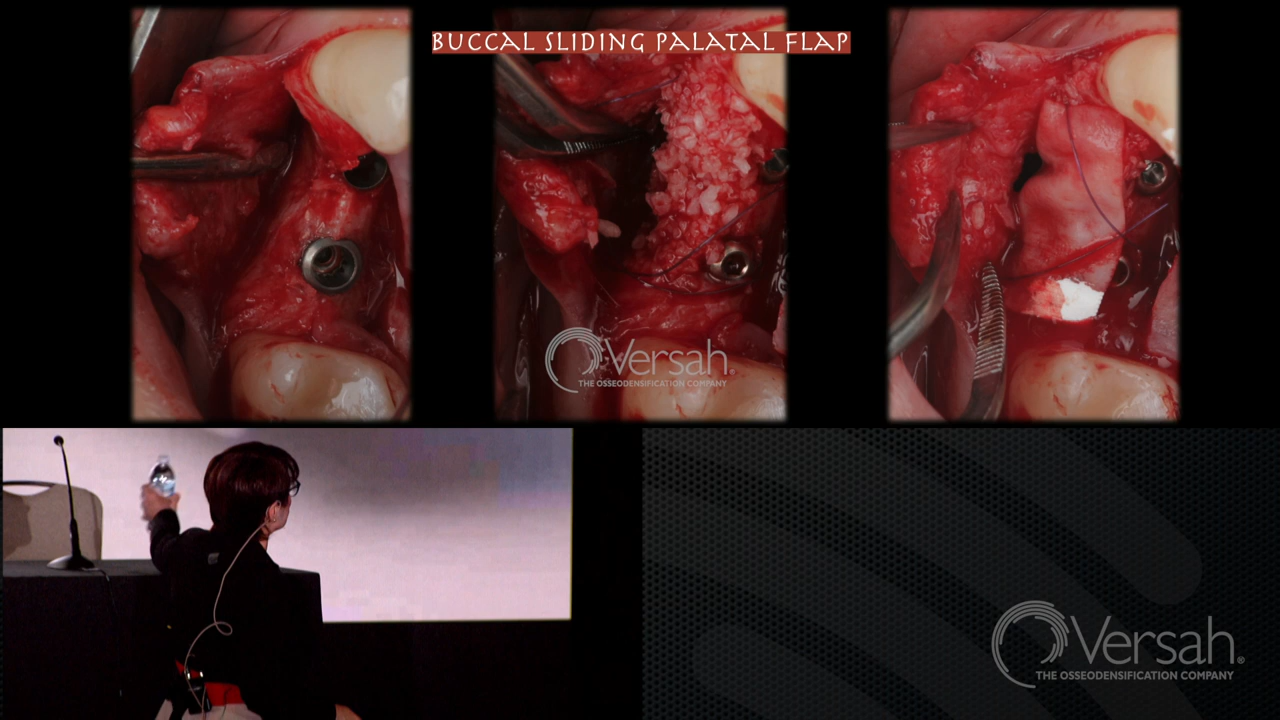 BUCCAL SLIDING PALATAL FLAP
Versah®
THE OSSEODENSIFICATION COMPANY
Versah®
THE OSSEODENSIFICATION COMPANY